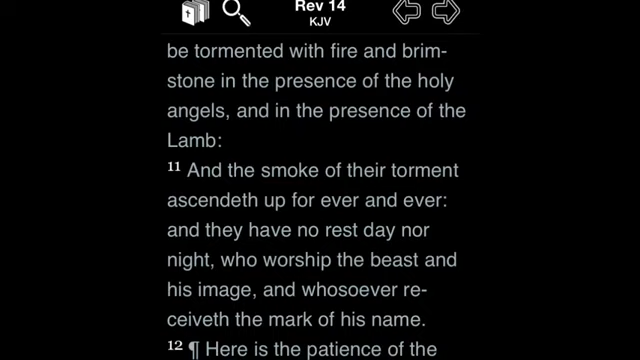 Rev 14
KJV
be tormented with fire and brim-
stone in the presence of the holy
angels, and in the presence of the
Lamb:
11 And the smoke of their torment
ascendeth up for ever and ever:
and they have no rest day nor
night, who worship the beast and
his image, and whosoever re-
ceiveth the mark of his name.
12 ¶ Here is the patience of the